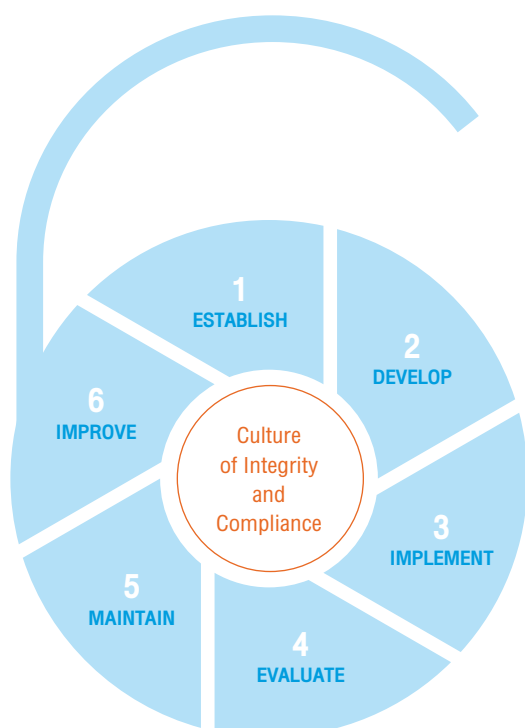 1
ESTABLISH
2
DEVELOP
3
IMPLEMENT
4
EVALUATE
5
MAINTAIN
6
IMPROVE
Culture
of Integrity
and
Compliance